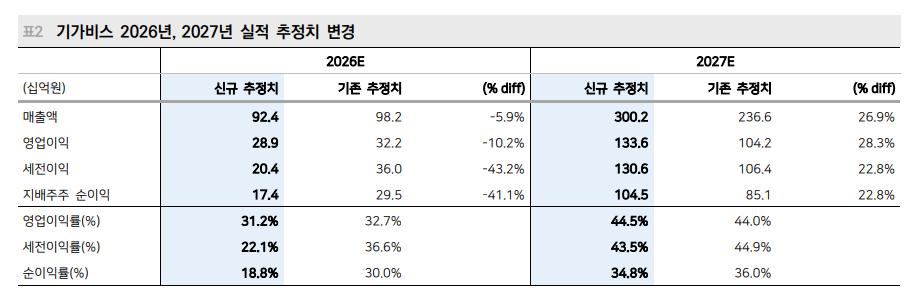 표2 기가비스 2026년, 2027년 실적 추정치 변경
2026E 2027E
(십억원) 신규 추정치 기존 추정치 (% diff) 신규 추정치 기존 추정치 (% diff)
매출액 92.4 98.2 -5.9% 300.2 236.6 26.9%
영업이익 28.9 32.2 -10.2% 133.6 104.2 28.3%
세전이익 20.4 36.0 -43.2% 130.6 106.4 22.8%
지배주주 순이익 17.4 29.5 -41.1% 104.5 85.1 22.8%
영업이익률(%) 31.2% 32.7% 44.5% 44.0%
세전이익률(%) 22.1% 36.6% 43.5% 44.9%
순이익률(%) 18.8% 30.0% 34.8% 36.0%